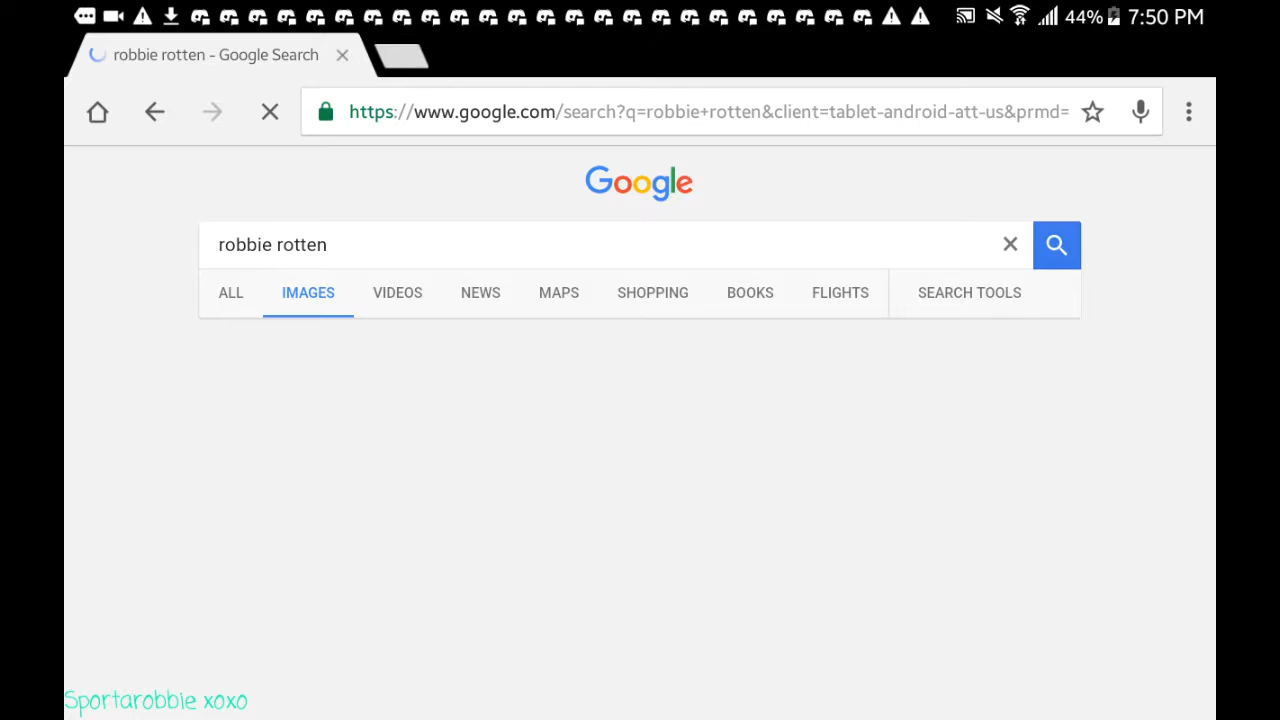 44% 7:50 PM
robbie rotten - Google Search
https://www.google.com/search?q=robbie+rotten&client=tablet-android-att-us&prmd=
Google
robbie rotten
ALL IMAGES VIDEOS NEWS MAPS SHOPPING BOOKS FLIGHTS SEARCH TOOLS
Sportarobbie xoxo